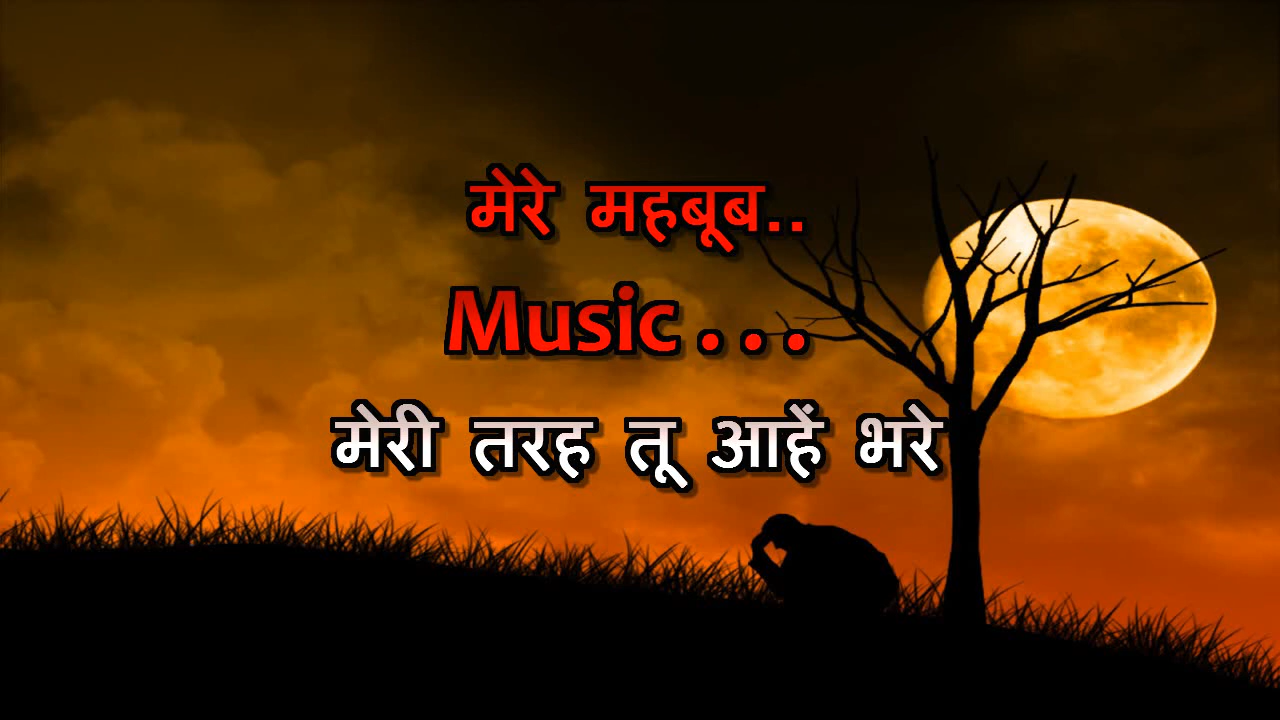 मेरे महबूब..
Music . . .
मेरी तरह तू आहें भरे